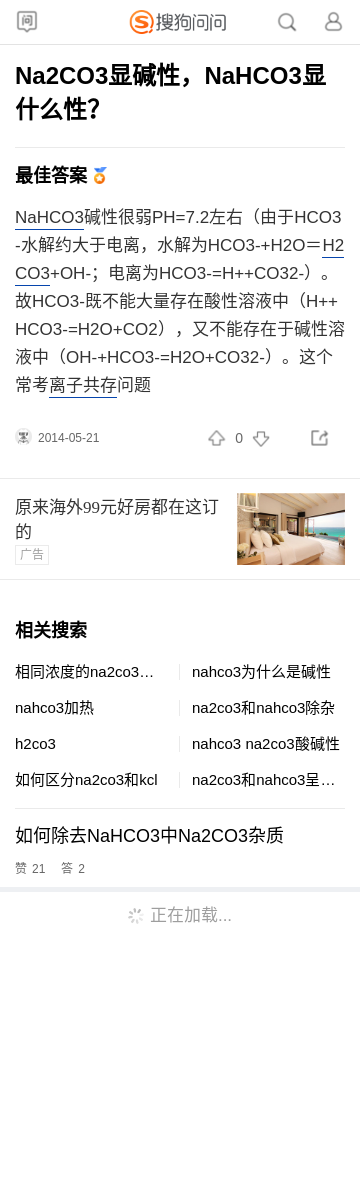 搜狗问问
Na2CO3显碱性，NaHCO3显
什么性？
最佳答案
NaHCO3碱性很弱PH=7.2左右（由于HCO3
-水解约大于电离，水解为HCO3-+H2O＝H2
CO3+OH-；电离为HCO3-=H++CO32-）。
故HCO3-既不能大量存在酸性溶液中（H++
HCO3-=H2O+CO2），又不能存在于碱性溶
液中（OH-+HCO3-=H2O+CO32-）。这个
常考离子共存问题
2014-05-21 0
原来海外99元好房都在这订
的
广告
相关搜索
相同浓度的na2co3… nahco3为什么是碱性
nahco3加热 na2co3和nahco3除杂
h2co3 nahco3 na2co3酸碱性
如何区分na2co3和kcl na2co3和nahco3呈…
如何除去NaHCO3中Na2CO3杂质
赞 21 答 2
正在加载...